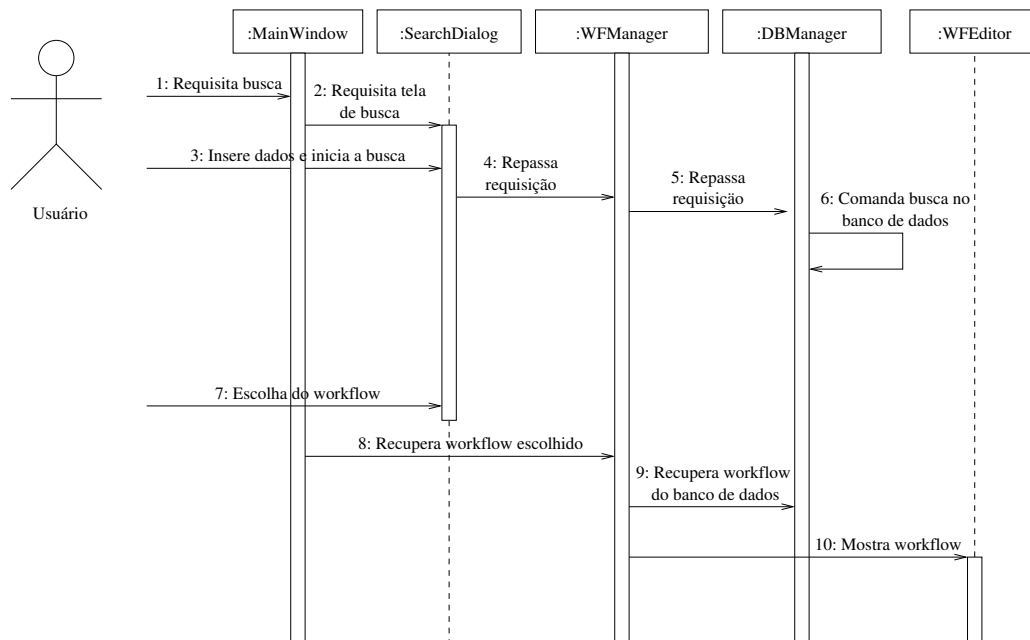 :MainWindow
:SearchDialog
:WFManager
:DBManager
:WFEditor
1: Requisita busca
2: Requisita tela
de busca
3: Insere dados e inicia a busca
4: Repassa
requisição
5: Repassa
requisiçäo
6: Comanda busca no
banco de dados
Usuário
7: Escolha do workflow
8: Recupera workflow escolhido
9: Recupera workflow
do banco de dados
10: Mostra workflow